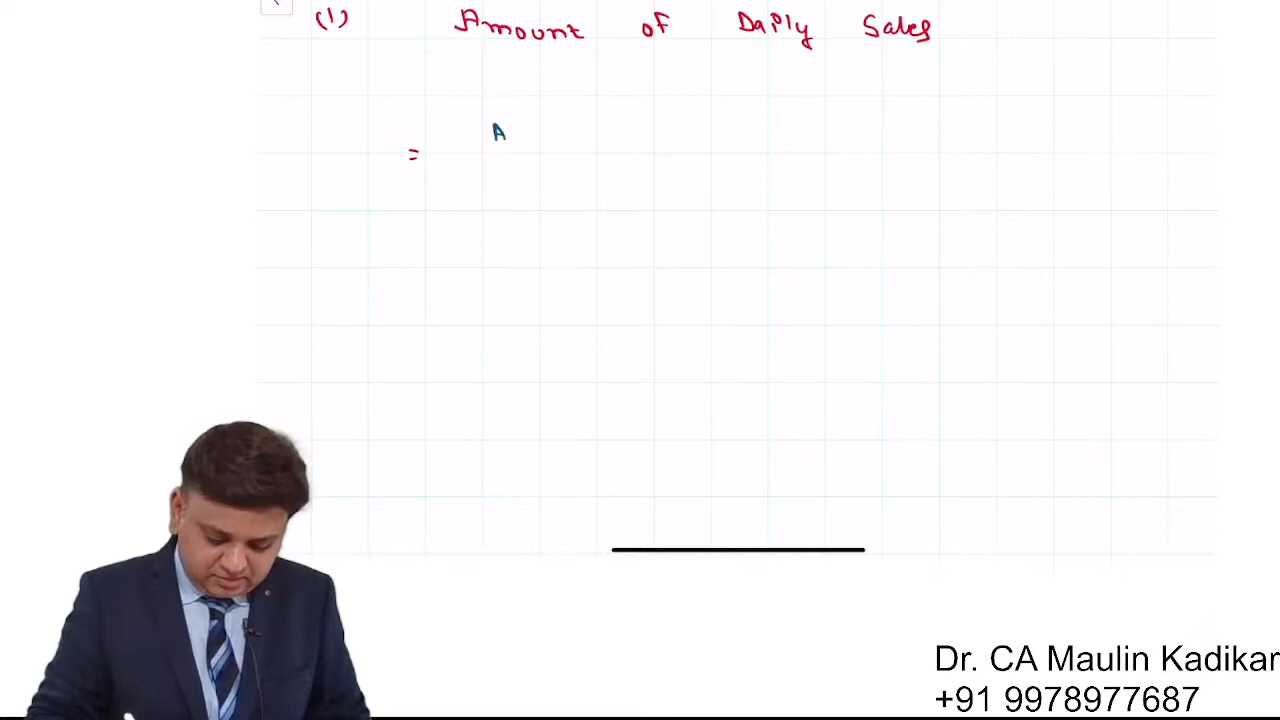 (1) Amount of Daily Sales
= A
Dr. CA Maulin Kadikar
+91 9978977687